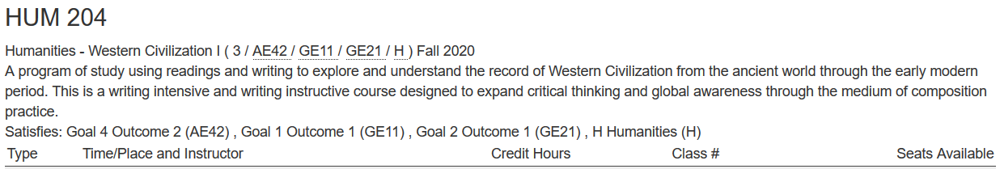 HUM 204
Humanities - Western Civilization I ( 3 / AE42 / GE11 / GE21 / H ) Fall 2020
A program of study using readings and writing to explore and understand the record of Western Civilization from the ancient world through the early modern
period. This is a writing intensive and writing instructive course designed to expand critical thinking and global awareness through the medium of composition
practice.
Satisfies: Goal 4 Outcome 2 (AE42) , Goal 1 Outcome 1 (GE11) , Goal 2 Outcome 1 (GE21) , H Humanities (H)
Type Time/Place and Instructor Credit Hours Class # Seats Available